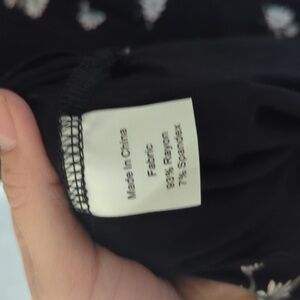 Made In China
Fabric
93% Rayon
7% Spandex